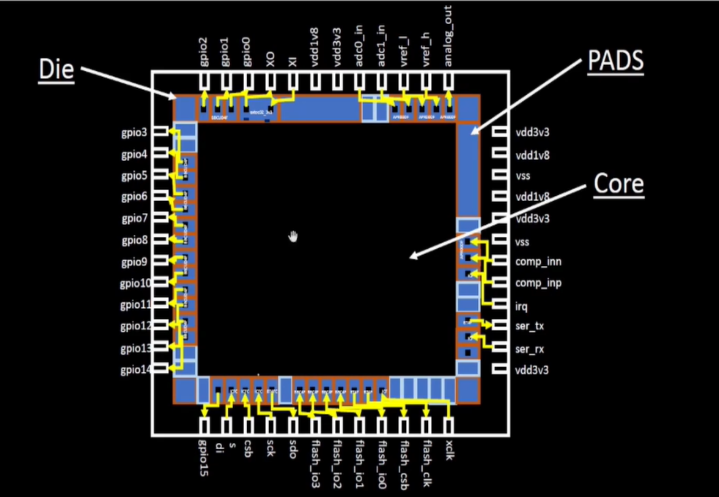 gpio2
gpio1
gpio0
XO
XI
vdd1v8
vdd3v3
adc0_in
adc1_in
vref_l
vref_h
analog_out
Die
PADS
Core
gpio3
gpio4
gpio5
gpio6
gpio7
gpio8
gpio9
gpio10
gpio11
gpio12
gpio13
gpio14
vdd3v3
vdd1v8
vss
vdd1v8
vdd3v3
vss
comp_inn
comp_inp
irq
ser_tx
ser_rx
vdd3v3
gpio15
di
s
csb
sck
sdo
flash_io3
flash_io2
flash_io1
flash_io0
flash_csb
flash_clk
xclk